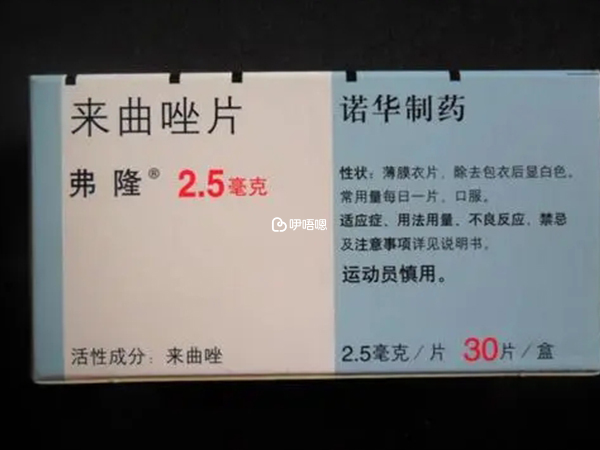 来曲唑片
弗隆® 2.5毫克
活性成分：来曲唑
诺华制药
性状：薄膜衣片，除去包衣后显白色。
常用量每日一片，口服。
适应症、用法用量、不良反应、禁忌
及注意事项详见说明书。
运动员慎用。
2.5毫克/片 30片/盒
咿唔嗯